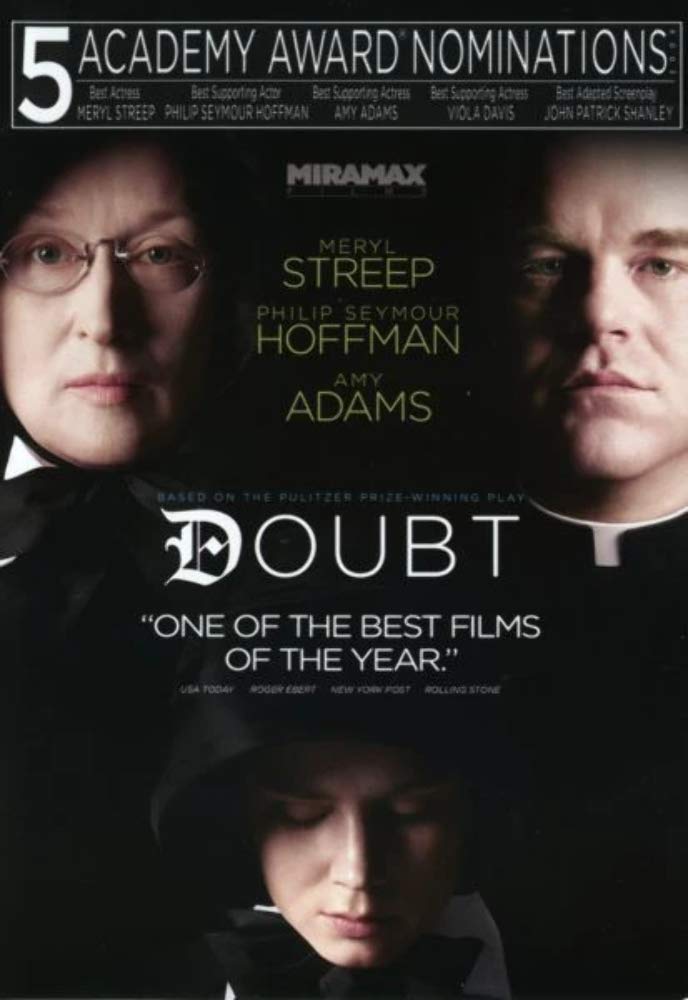 5 ACADEMY AWARD® NOMINATIONS
Best Actress
MERYL STREEP
Best Supporting Actor
PHILIP SEYMOUR HOFFMAN
Best Supporting Actress
AMY ADAMS
Best Supporting Actress
VIOLA DAVIS
Best Adapted Screenplay
JOHN PATRICK SHANLEY
MIRAMAX
FILMS
MERYL
STREEP
PHILIP SEYMOUR
HOFFMAN
AMY
ADAMS
BASED ON THE PULITZER PRIZE-WINNING PLAY
DOUBT
“ONE OF THE BEST FILMS
OF THE YEAR.”
USA TODAY ROGER EBERT NEW YORK POST ROLLING STONE